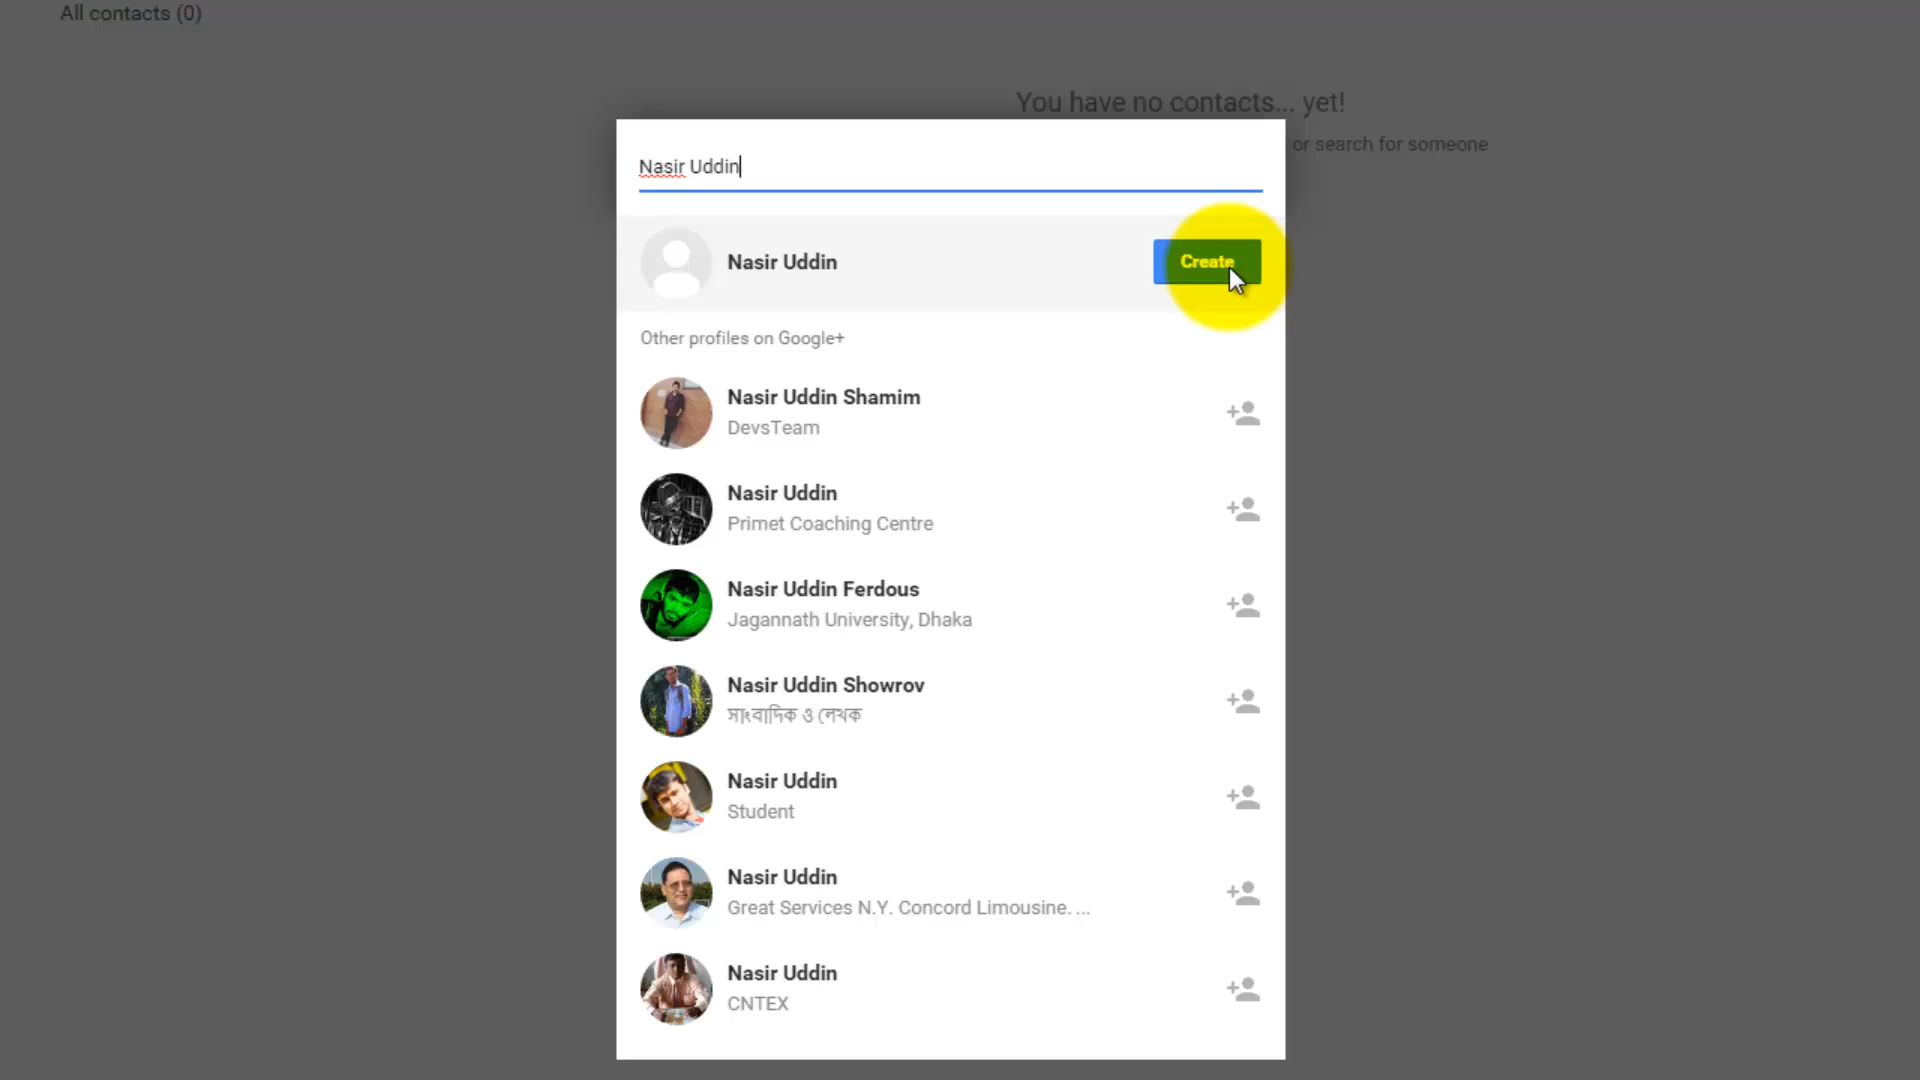 All contacts (0)
You have no contacts... yet!
or search for someone
Nasir Uddin
Nasir Uddin
Create
Other profiles on Google+
Nasir Uddin Shamim
DevsTeam
Nasir Uddin
Primet Coaching Centre
Nasir Uddin Ferdous
Jagannath University, Dhaka
Nasir Uddin Showrov
সাংবাদিক ও লেখক
Nasir Uddin
Student
Nasir Uddin
Great Services N.Y. Concord Limousine. ...
Nasir Uddin
CNTEX